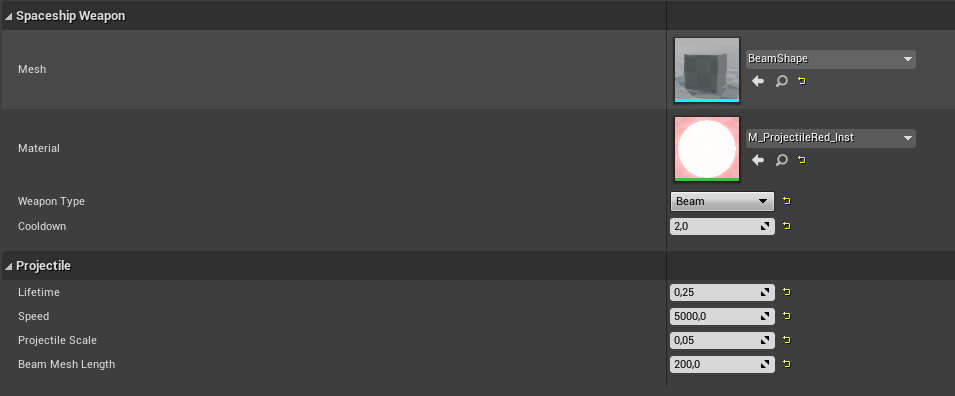 Spaceship Weapon
Mesh
BeamShape
Material
M_ProjectileRed_Inst
Weapon Type
Beam
Cooldown
2,0
Projectile
Lifetime
0,25
Speed
5000,0
Projectile Scale
0,05
Beam Mesh Length
200,0